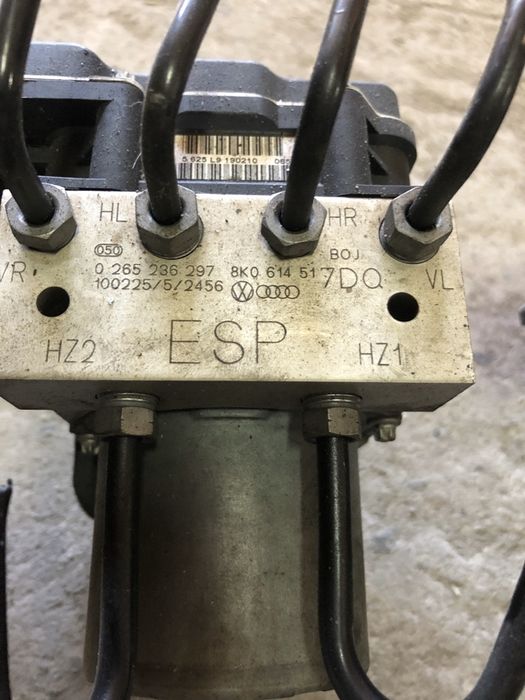 5 625 L9 190210 065
HL HR
050 BOJ
VR 0 265 236 297 8K0 614 517DQ VL
100225/5/2456
HZ2 ESP HZ1